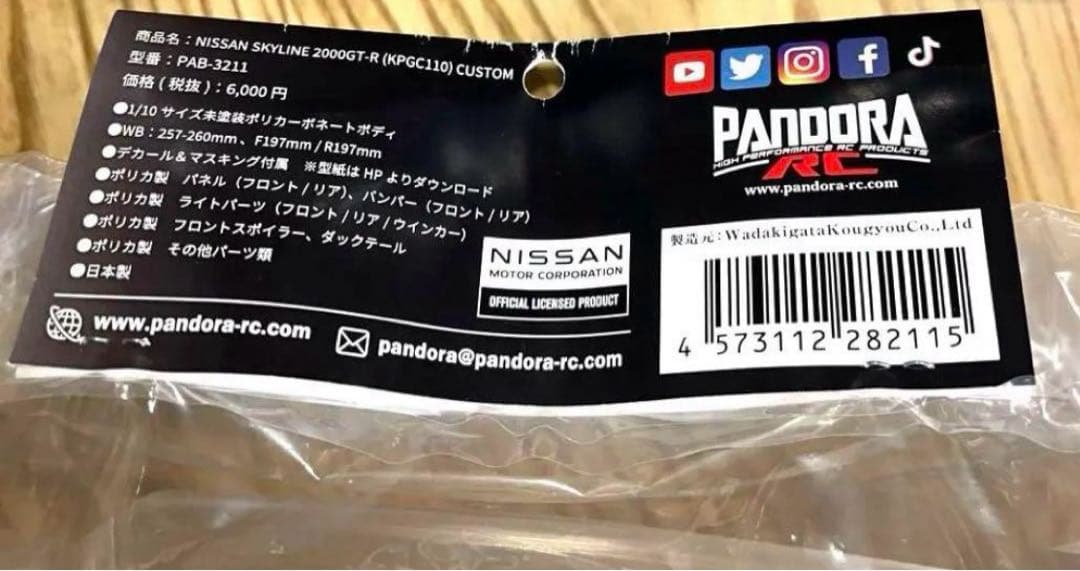 商品名：NISSAN SKYLINE 2000GT-R (KPGC110) CUSTOM
型番：PAB-3211
価格 ( 税抜 )：6,000 円
●1/10 サイズ未塗装ポリカーボネートボディ
●WB：257-260mm、F197mm / R197mm
●デカール＆マスキング付属　※型紙は HP よりダウンロード
●ポリカ製　パネル（フロント / リア）、バンパー（フロント / リア）
●ポリカ製　ライトパーツ（フロント / リア / ウインカー）
●ポリカ製　フロントスポイラー、ダックテール
●ポリカ製　その他パーツ類
●日本製
www.pandora-rc.com
pandora@pandora-rc.com
NISSAN
MOTOR CORPORATION
OFFICIAL LICENSED PRODUCT
PANDORA
HIGH PERFORMANCE RC PRODUCTS
RC
www.pandora-rc.com
製造元：WadakigataKougyouCo.,Ltd
4 573112 282115